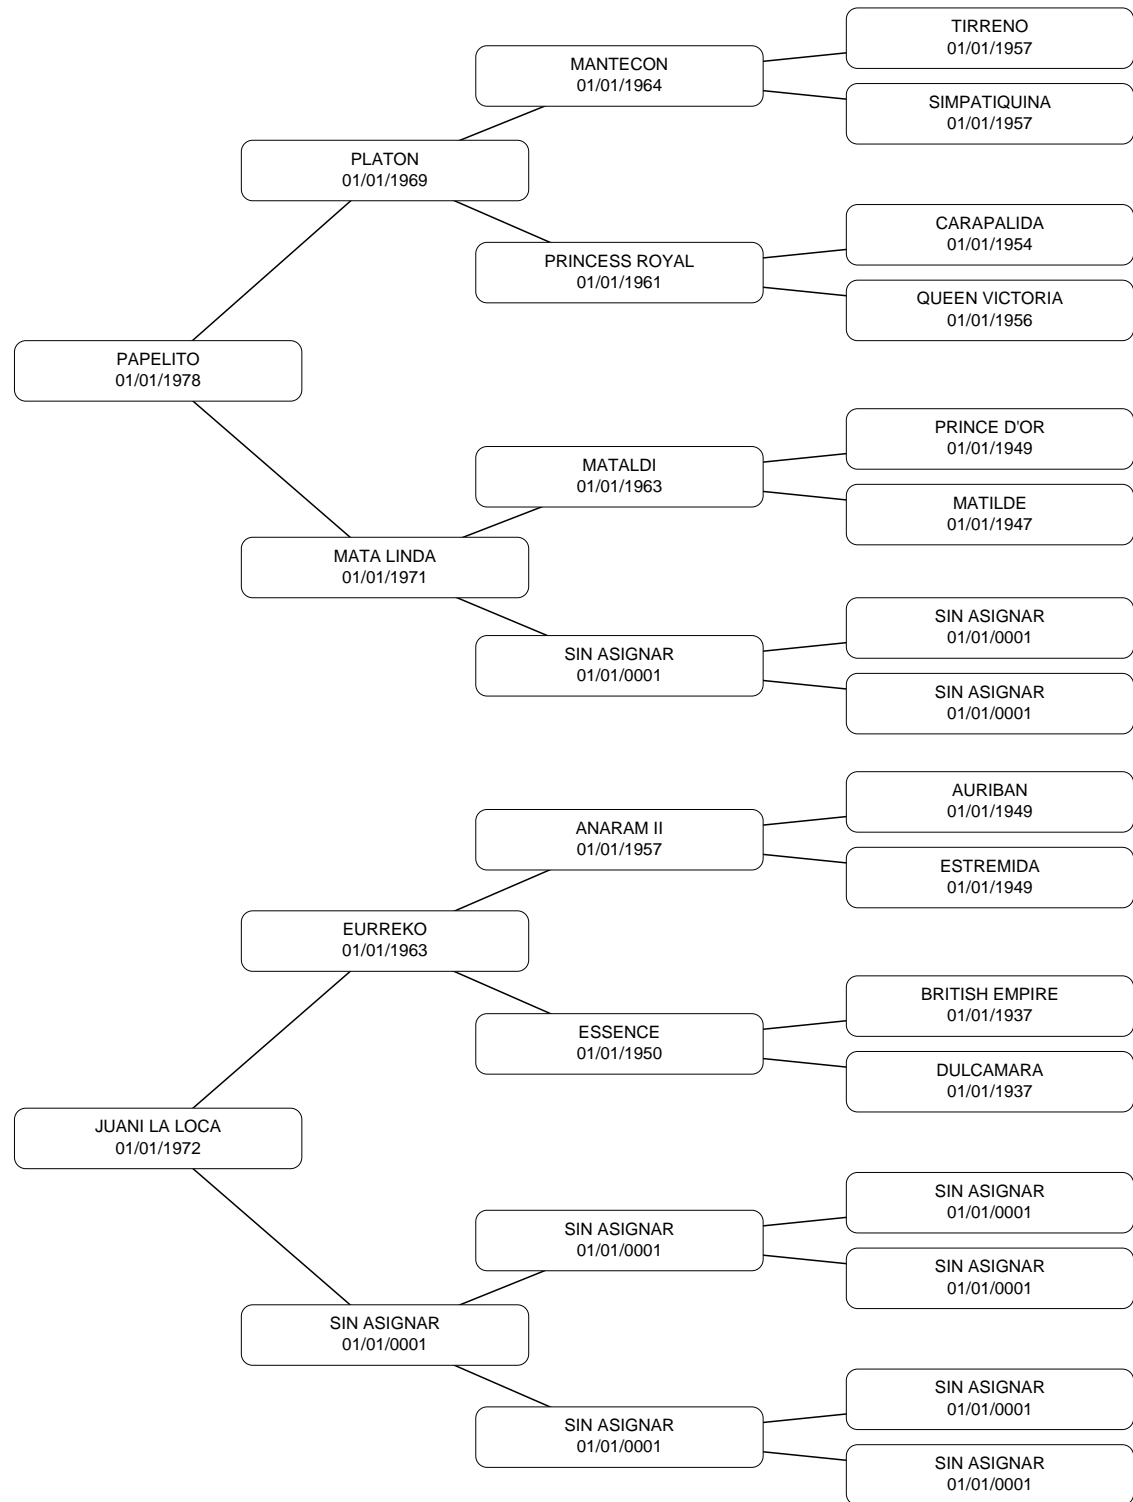 TIRRENO
01/01/1957
MANTECON
01/01/1964
SIMPATIQUINA
01/01/1957
PLATON
01/01/1969
CARAPALIDA
01/01/1954
PRINCESS ROYAL
01/01/1961
QUEEN VICTORIA
01/01/1956
PAPELITO
01/01/1978
PRINCE D'OR
01/01/1949
MATALDI
01/01/1963
MATILDE
01/01/1947
MATA LINDA
01/01/1971
SIN ASIGNAR
01/01/0001
SIN ASIGNAR
01/01/0001
SIN ASIGNAR
01/01/0001
AURIBAN
01/01/1949
ANARAM II
01/01/1957
ESTREMIDA
01/01/1949
EURREKO
01/01/1963
BRITISH EMPIRE
01/01/1937
ESSENCE
01/01/1950
DULCAMARA
01/01/1937
JUANI LA LOCA
01/01/1972
SIN ASIGNAR
01/01/0001
SIN ASIGNAR
01/01/0001
SIN ASIGNAR
01/01/0001
SIN ASIGNAR
01/01/0001
SIN ASIGNAR
01/01/0001
SIN ASIGNAR
01/01/0001
SIN ASIGNAR
01/01/0001